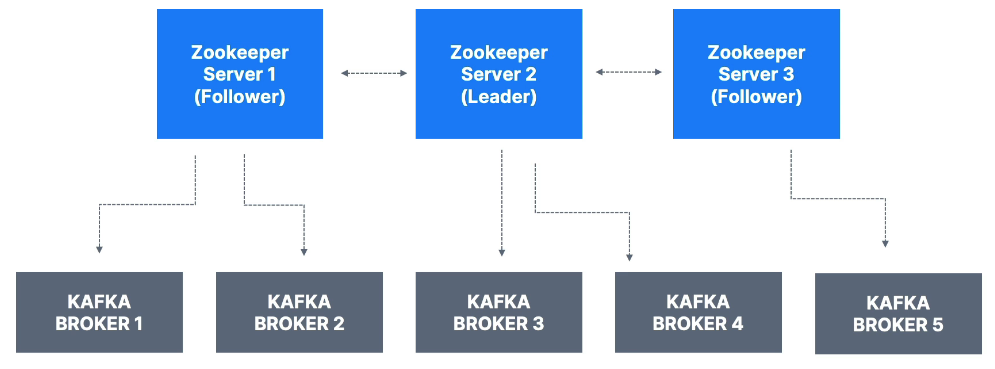 Zookeeper
Server 1
(Follower)
Zookeeper
Server 2
(Leader)
Zookeeper
Server 3
(Follower)
KAFKA
BROKER 1
KAFKA
BROKER 2
KAFKA
BROKER 3
KAFKA
BROKER 4
KAFKA
BROKER 5